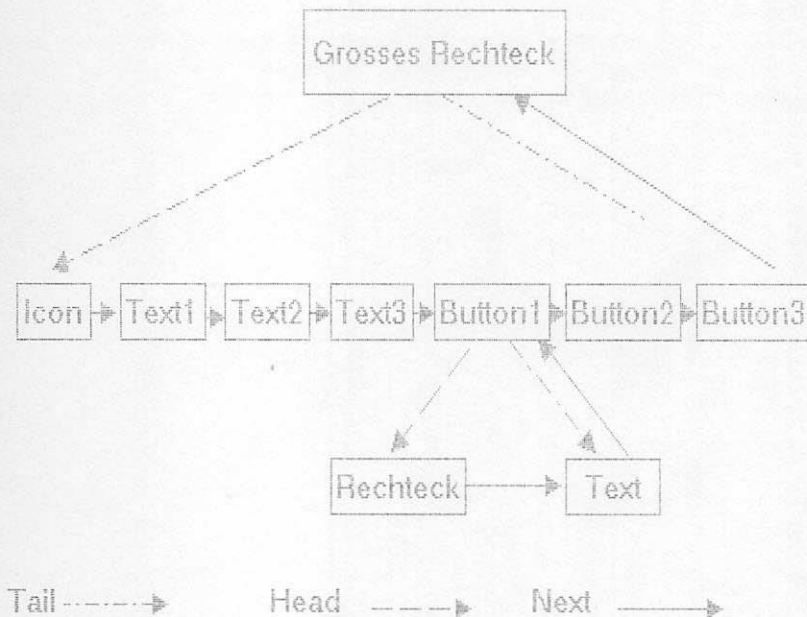 Grosses Rechteck
Icon Text1 Text2 Text3 Button1 Button2 Button3
Rechteck Text
Tail Head Next